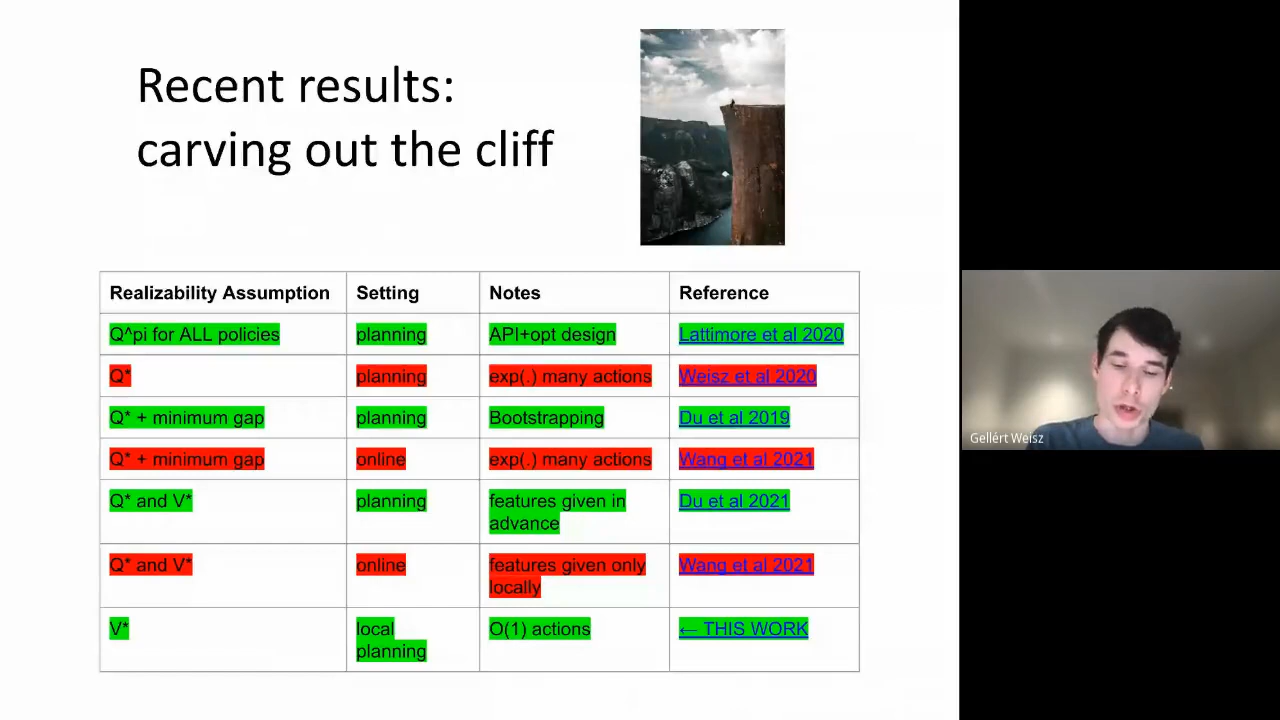 Recent results:
carving out the cliff
Realizability Assumption Setting Notes Reference
Q^pi for ALL policies planning API+opt design Lattimore et al 2020
Q* planning exp(.) many actions Weisz et al 2020
Q* + minimum gap planning Bootstrapping Du et al 2019
Q* + minimum gap online exp(.) many actions Wang et al 2021
Q* and V* planning features given in advance Du et al 2021
Q* and V* online features given only locally Wang et al 2021
V* local planning O(1) actions ← THIS WORK
Gellért Weisz